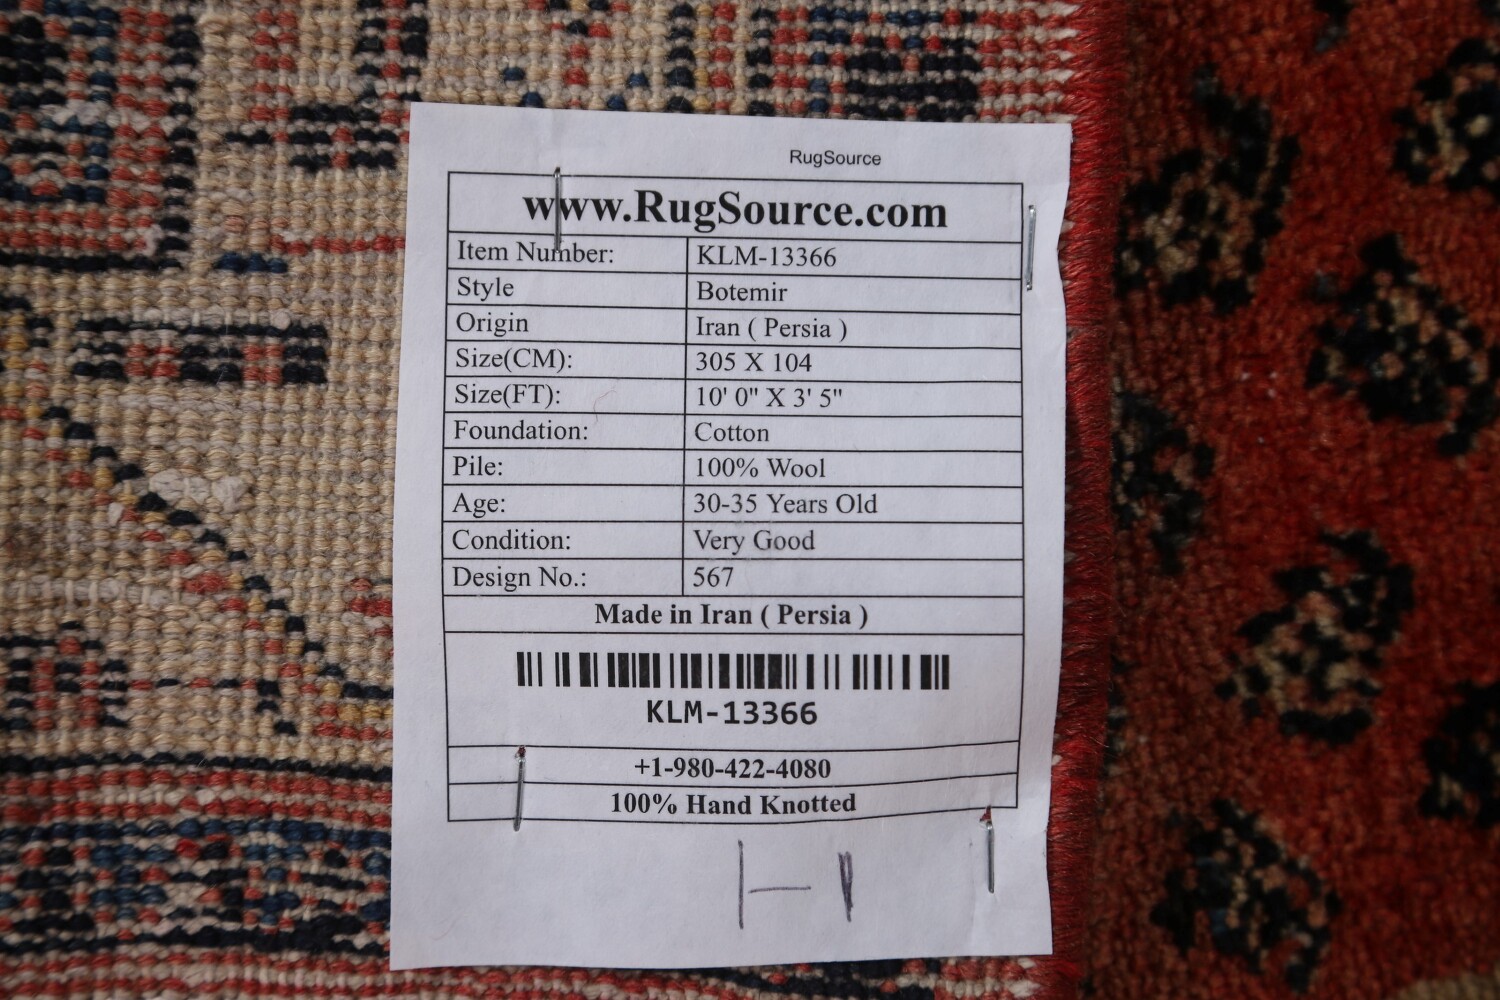 RugSource
www.RugSource.com
Item Number: KLM-13366
Style Botemir
Origin Iran ( Persia )
Size(CM): 305 X 104
Size(FT): 10' 0" X 3' 5"
Foundation: Cotton
Pile: 100% Wool
Age: 30-35 Years Old
Condition: Very Good
Design No.: 567
Made in Iran ( Persia )
KLM-13366
+1-980-422-4080
100% Hand Knotted
1-1